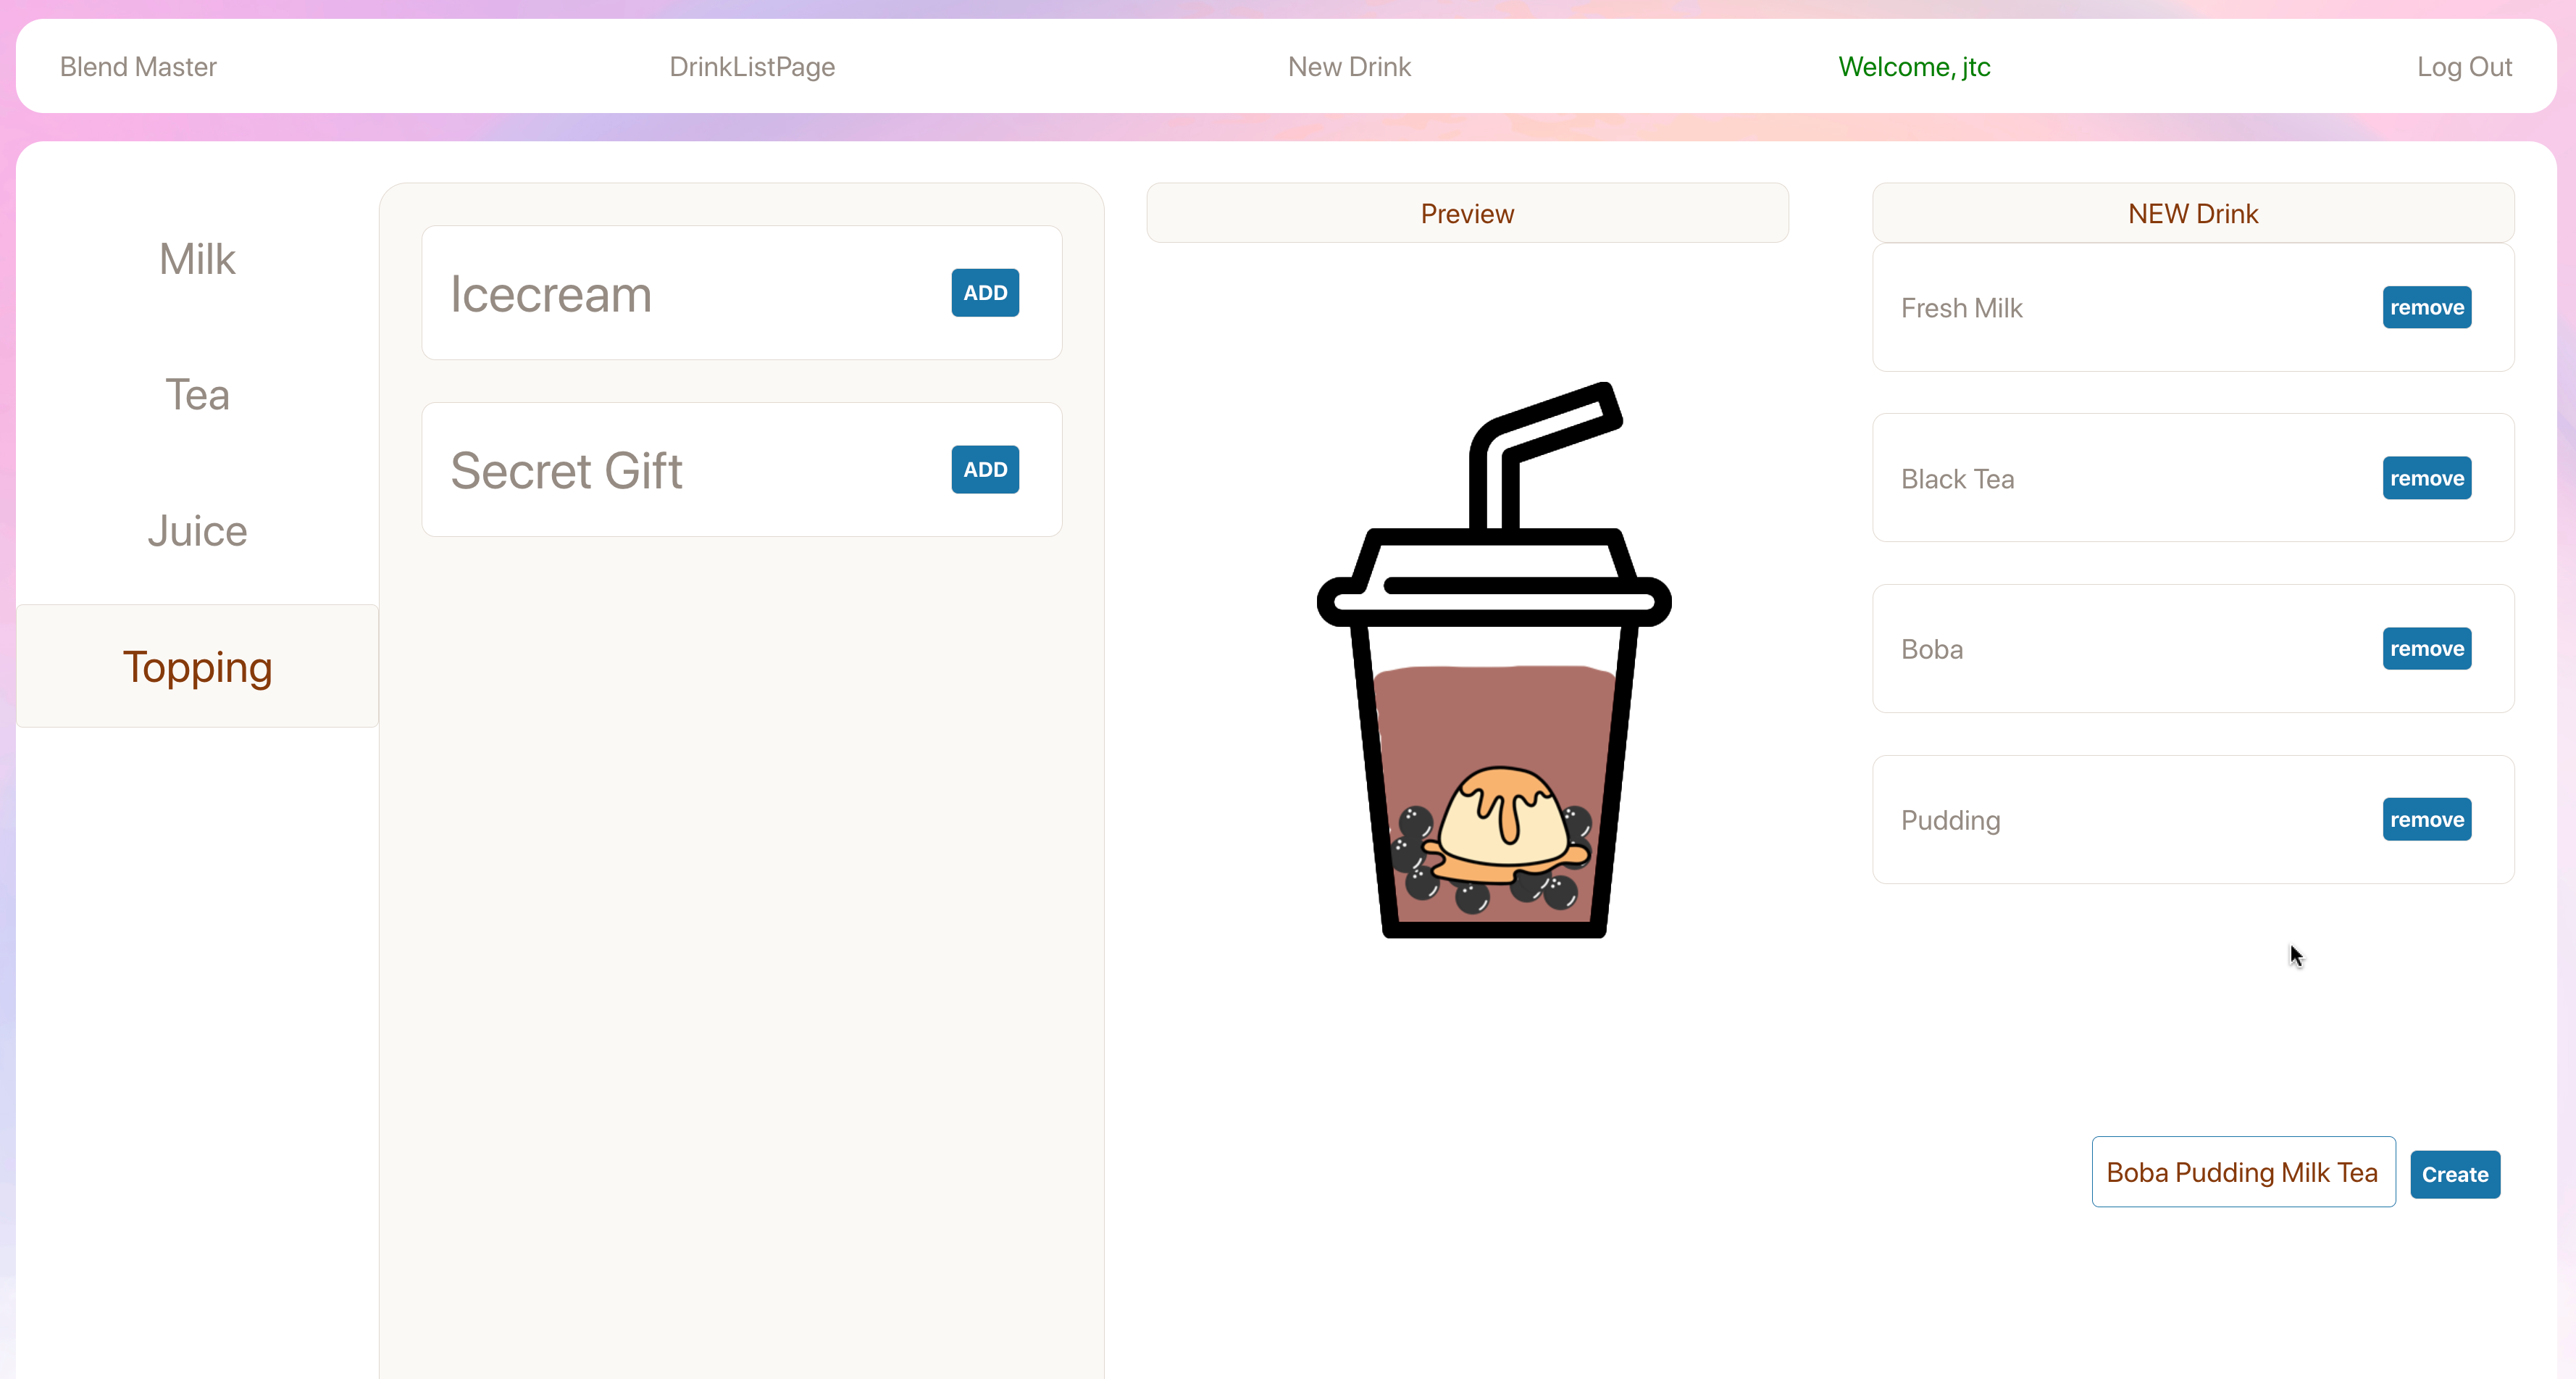 Blend Master
DrinkListPage
New Drink
Welcome, jtc
Log Out
Milk
Tea
Juice
Topping
Icecream
ADD
Secret Gift
ADD
Preview
NEW Drink
Fresh Milk
remove
Black Tea
remove
Boba
remove
Pudding
remove
Boba Pudding Milk Tea
Create